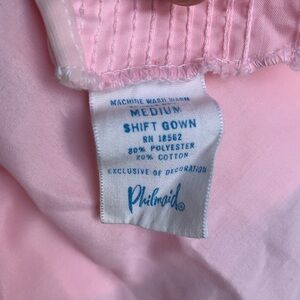 MACHINE WASH WARM
MEDIUM
SHIFT GOWN
RN 18562
80% POLYESTER
20% COTTON
EXCLUSIVE OF DECORATION
Philmaid®